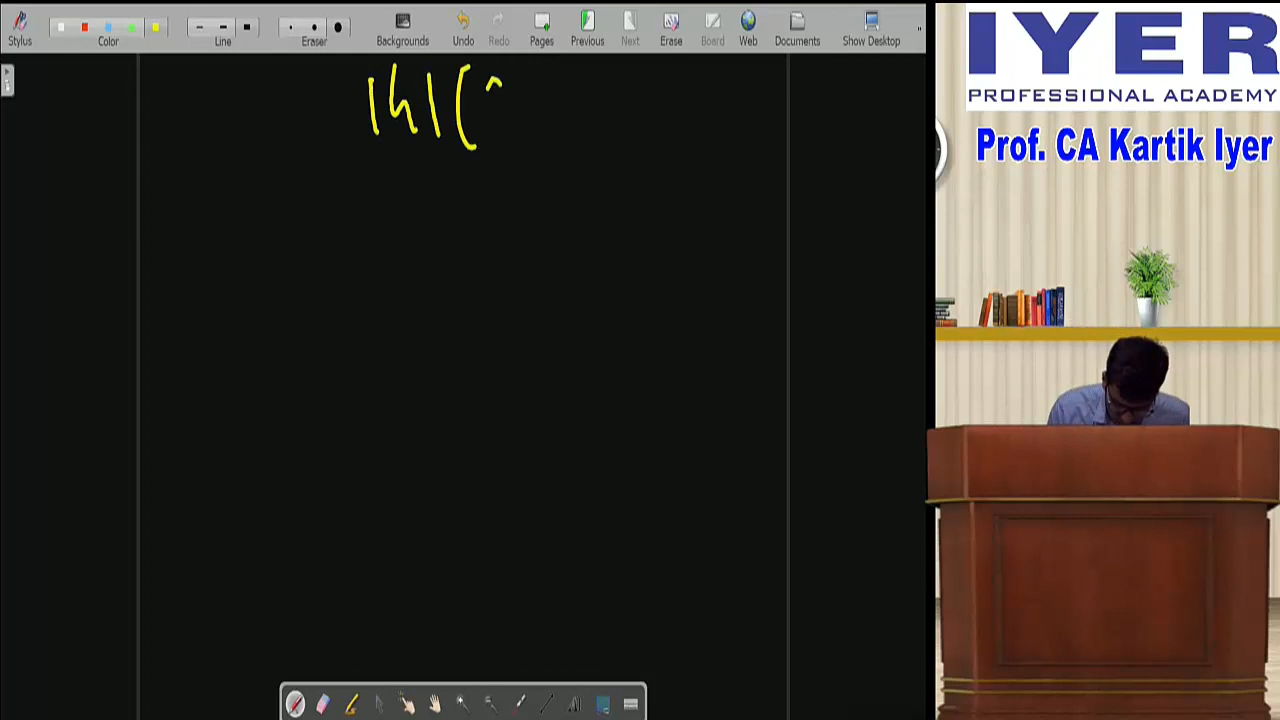 Stylus
Color
Line
Eraser
Backgrounds
Undo
Redo
Pages
Previous
Next
Erase
Board
Web
Documents
Show Desktop
IYER
PROFESSIONAL ACADEMY
Prof. CA Kartik Iyer